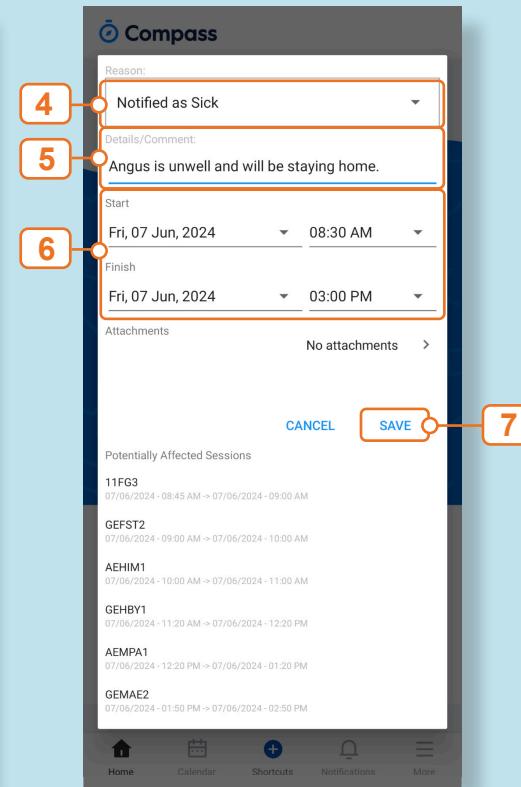 Compass
Reason:
4
Notified as Sick
Details/Comment:
5
Angus is unwell and will be staying home.
Start
Fri, 07 Jun, 2024 08:30 AM
6
Finish
Fri, 07 Jun, 2024 03:00 PM
Attachments
No attachments >
CANCEL SAVE 7
Potentially Affected Sessions
11FG3
07/06/2024 - 08:45 AM -> 07/06/2024 - 09:00 AM
GEFST2
07/06/2024 - 09:00 AM -> 07/06/2024 - 10:00 AM
AEHIM1
07/06/2024 - 10:00 AM -> 07/06/2024 - 11:00 AM
GEHBY1
07/06/2024 - 11:20 AM -> 07/06/2024 - 12:20 PM
AEMPA1
07/06/2024 - 12:20 PM -> 07/06/2024 - 01:20 PM
GEMAE2
07/06/2024 - 01:50 PM -> 07/06/2024 - 02:50 PM
Home Calendar Shortcuts Notifications More